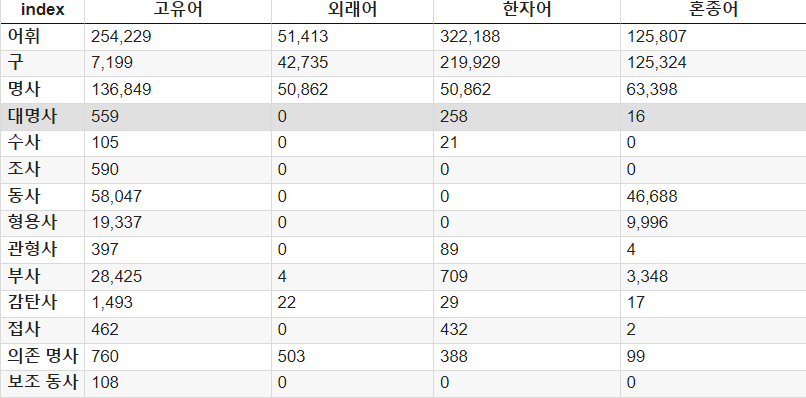 index 고유어 외래어 한자어 혼종어
어휘 254,229 51,413 322,188 125,807
구 7,199 42,735 219,929 125,324
명사 136,849 50,862 50,862 63,398
대명사 559 0 258 16
수사 105 0 21 0
조사 590 0 0 0
동사 58,047 0 0 46,688
형용사 19,337 0 0 9,996
관형사 397 0 89 4
부사 28,425 4 709 3,348
감탄사 1,493 22 29 17
접사 462 0 432 2
의존 명사 760 503 388 99
보조 동사 108 0 0 0